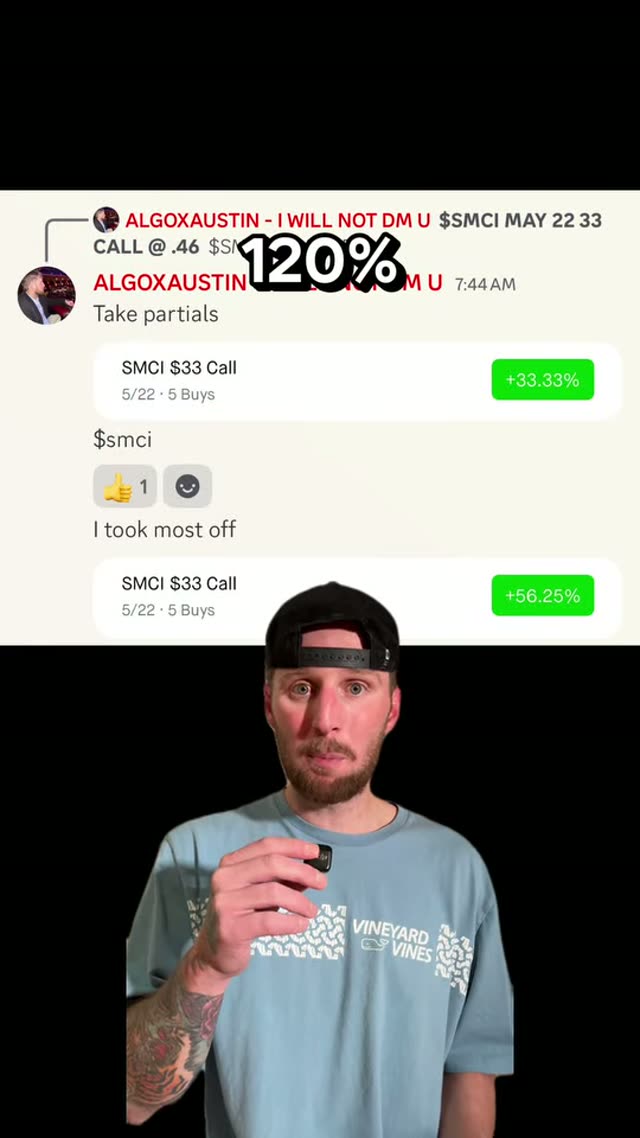 ALGOXAUSTIN - I WILL NOT DM U $SMCI MAY 22 33
CALL @ .46
120%
ALGOXAUSTIN M U 7:44 AM
Take partials
SMCI $33 Call
5/22 · 5 Buys
+33.33%
$smci
👍 1
I took most off
SMCI $33 Call
5/22 · 5 Buys
+56.25%
VINEYARD
VINES